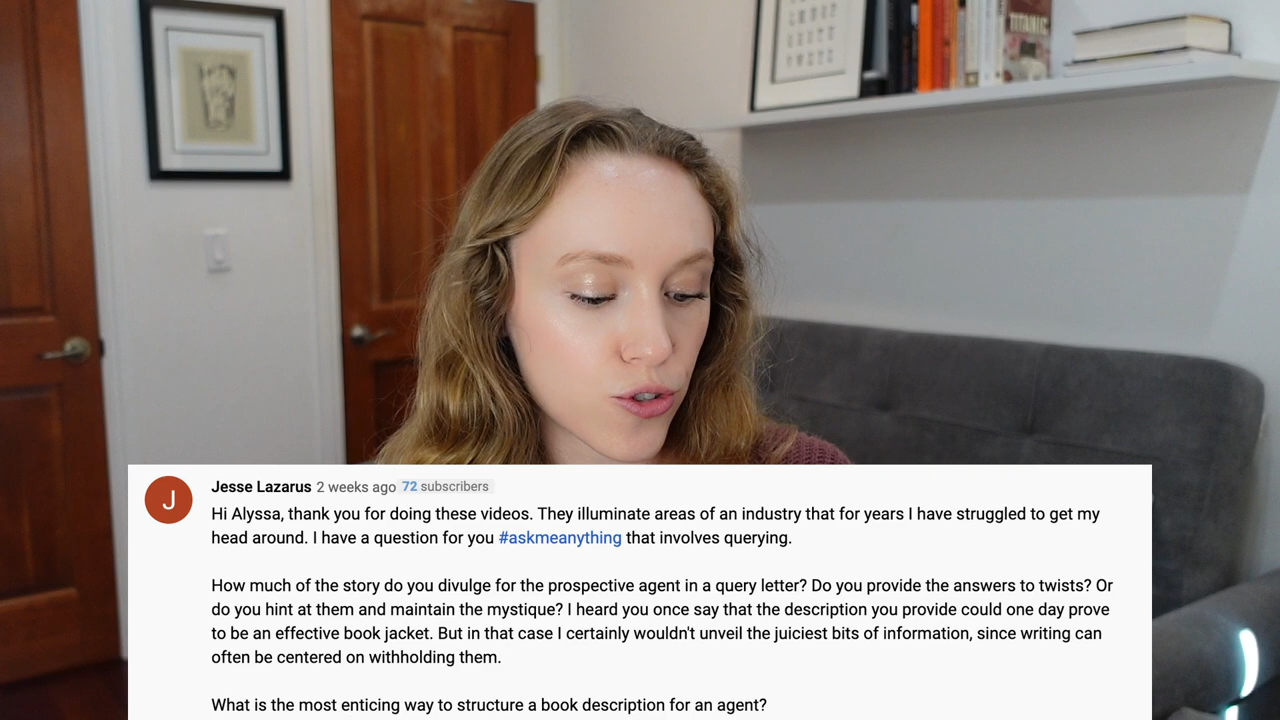 TITANIC
J
Jesse Lazarus 2 weeks ago 72 subscribers
Hi Alyssa, thank you for doing these videos. They illuminate areas of an industry that for years I have struggled to get my
head around. I have a question for you #askmeanything that involves querying.
How much of the story do you divulge for the prospective agent in a query letter? Do you provide the answers to twists? Or
do you hint at them and maintain the mystique? I heard you once say that the description you provide could one day prove
to be an effective book jacket. But in that case I certainly wouldn't unveil the juiciest bits of information, since writing can
often be centered on withholding them.
What is the most enticing way to structure a book description for an agent?